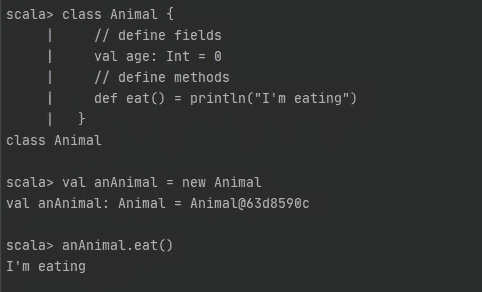 scala> class Animal {
     |     // define fields
     |     val age: Int = 0
     |     // define methods
     |     def eat() = println("I'm eating")
     |   }
class Animal

scala> val anAnimal = new Animal
val anAnimal: Animal = Animal@63d8590c

scala> anAnimal.eat()
I'm eating